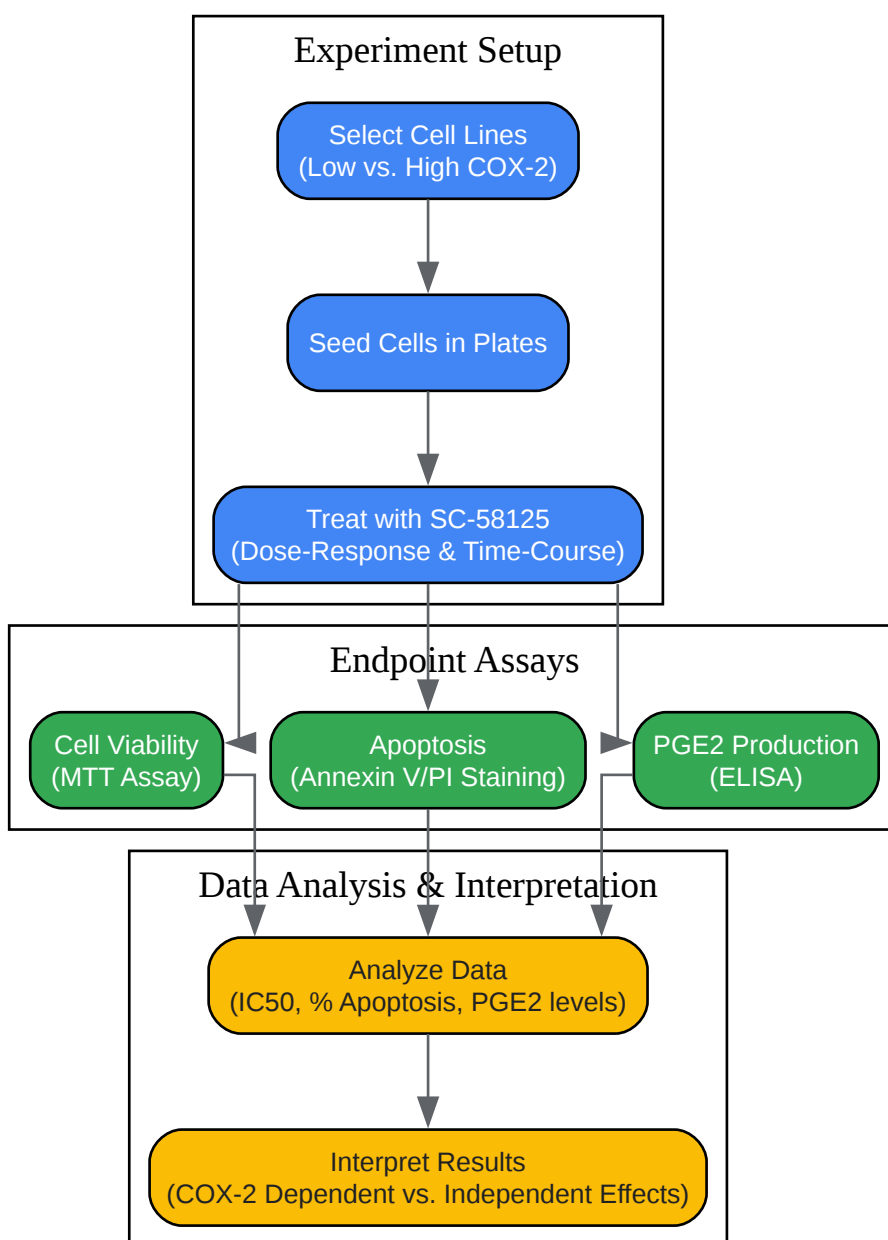 Experiment Setup
Select Cell Lines
(Low vs. High COX-2)
Seed Cells in Plates
Treat with SC-58125
(Dose-Response & Time-Course)
Endpoint Assays
Cell Viability
(MTT Assay)
Apoptosis
(Annexin V/PI Staining)
PGE2 Production
(ELISA)
Data Analysis & Interpretation
Analyze Data
(IC50, % Apoptosis, PGE2 levels)
Interpret Results
(COX-2 Dependent vs. Independent Effects)